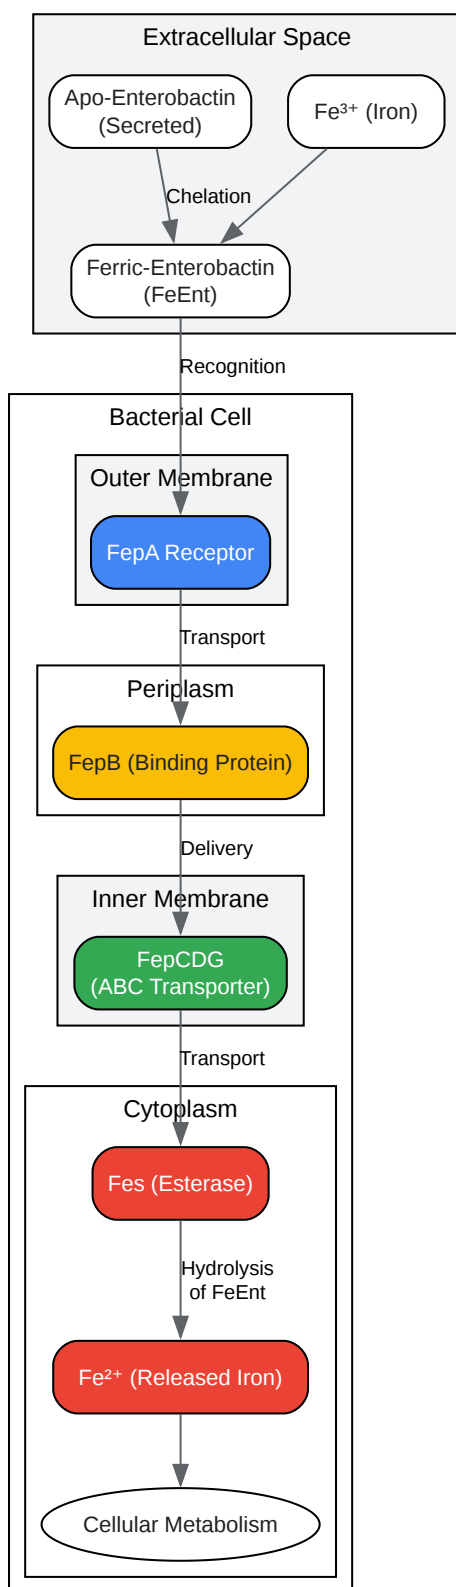 Extracellular Space
Apo-Enterobactin
(Secreted)
Fe³⁺ (Iron)
Chelation
Ferric-Enterobactin
(FeEnt)
Recognition
Bacterial Cell
Outer Membrane
FepA Receptor
Transport
Periplasm
FepB (Binding Protein)
Delivery
Inner Membrane
FepCDG
(ABC Transporter)
Transport
Cytoplasm
Fes (Esterase)
Hydrolysis
of FeEnt
Fe²⁺ (Released Iron)
Cellular Metabolism